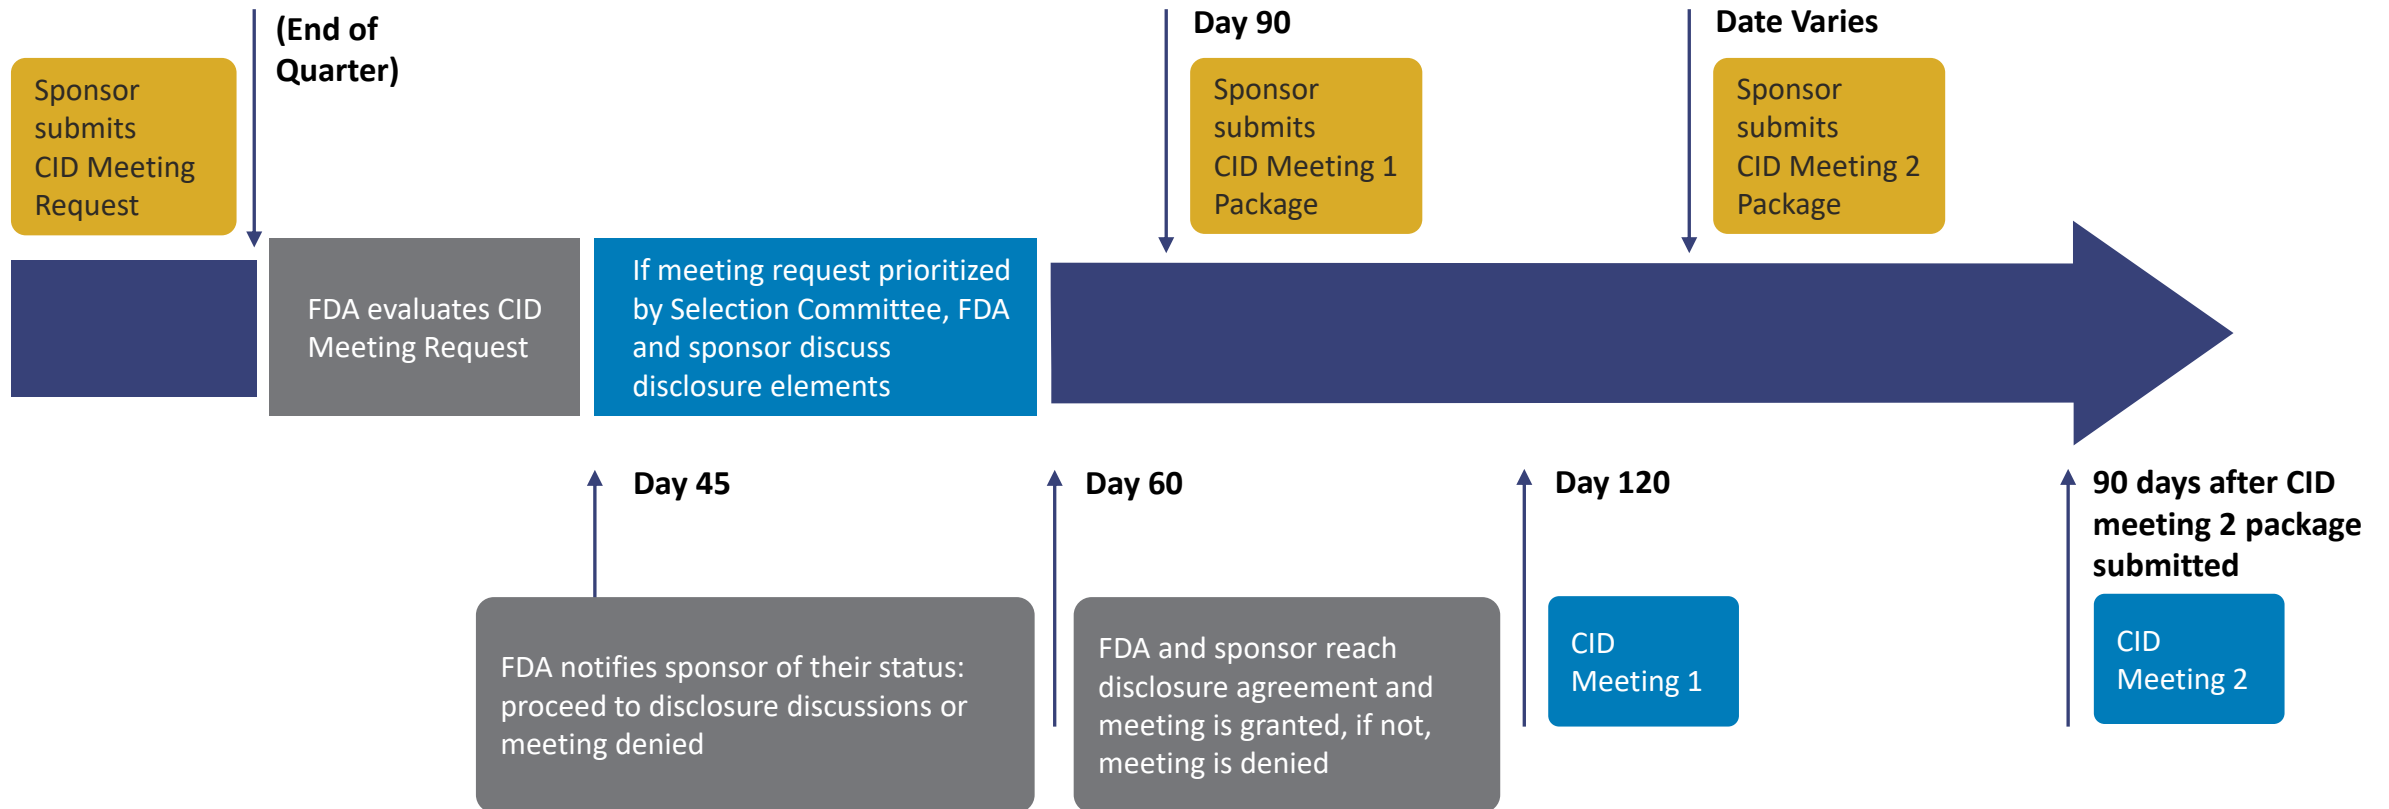 (End of
Quarter)
Day 90
Date Varies
Sponsor
submits
CID Meeting
Request
Sponsor
submits
CID Meeting 1
Package
Sponsor
submits
CID Meeting 2
Package
FDA evaluates CID
Meeting Request
If meeting request prioritized
by Selection Committee, FDA
and sponsor discuss
disclosure elements
Day 45
Day 60
Day 120
90 days after CID
meeting 2 package
submitted
FDA notifies sponsor of their status:
proceed to disclosure discussions or
meeting denied
FDA and sponsor reach
disclosure agreement and
meeting is granted, if not,
meeting is denied
CID
Meeting 1
CID
Meeting 2